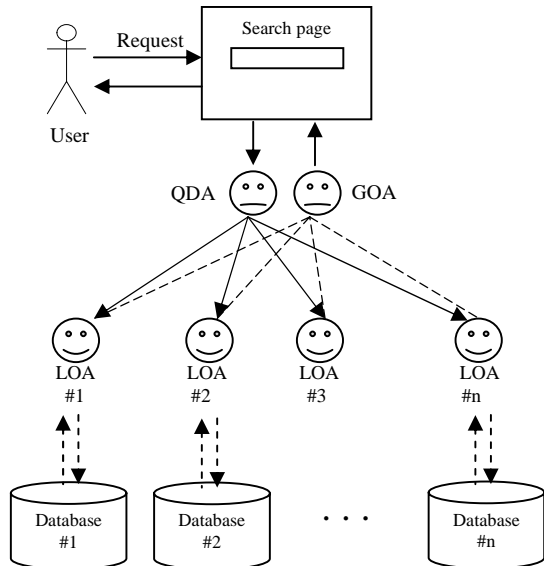 Search page
Request
User
QDA
GOA
LOA
#1
LOA
#2
LOA
#3
LOA
#n
Database
#1
Database
#2
. . .
Database
#n